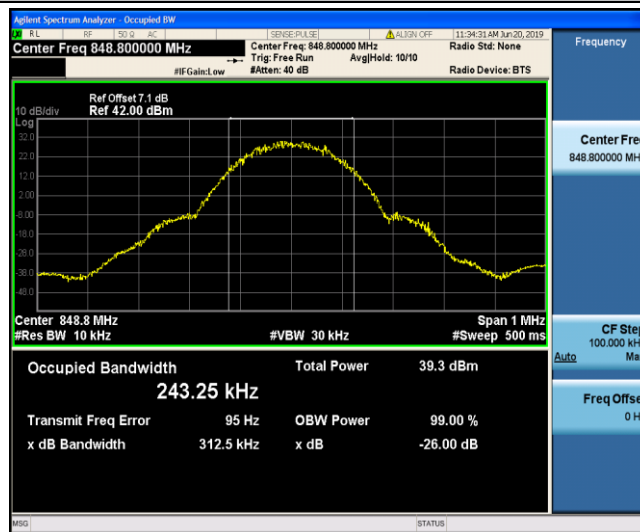 Agilent Spectrum Analyzer - Occupied BW
RL RF 50 Ω AC SENSE:PULSE ALIGN OFF 11:34:31 AM Jun 20, 2019
Center Freq 848.800000 MHz
Center Freq: 848.800000 MHz
Radio Std: None
Trig: Free Run Avg|Hold: 10/10
#IFGain:Low #Atten: 40 dB Radio Device: BTS
Frequency
Ref Offset 7.1 dB
10 dB/div Ref 42.00 dBm
Log
32.0
22.0
12.0
2.00
-8.00
-18.0
-28.0
-38.0
-48.0
Center 848.8 MHz Span 1 MHz
#Res BW 10 kHz #VBW 30 kHz #Sweep 500 ms
Center Fre
848.800000 MH
CF Step
100.000 kH
Auto Ma
Freq Offse
0 H
Occupied Bandwidth Total Power 39.3 dBm
243.25 kHz
Transmit Freq Error 95 Hz OBW Power 99.00 %
x dB Bandwidth 312.5 kHz x dB -26.00 dB
MSG STATUS